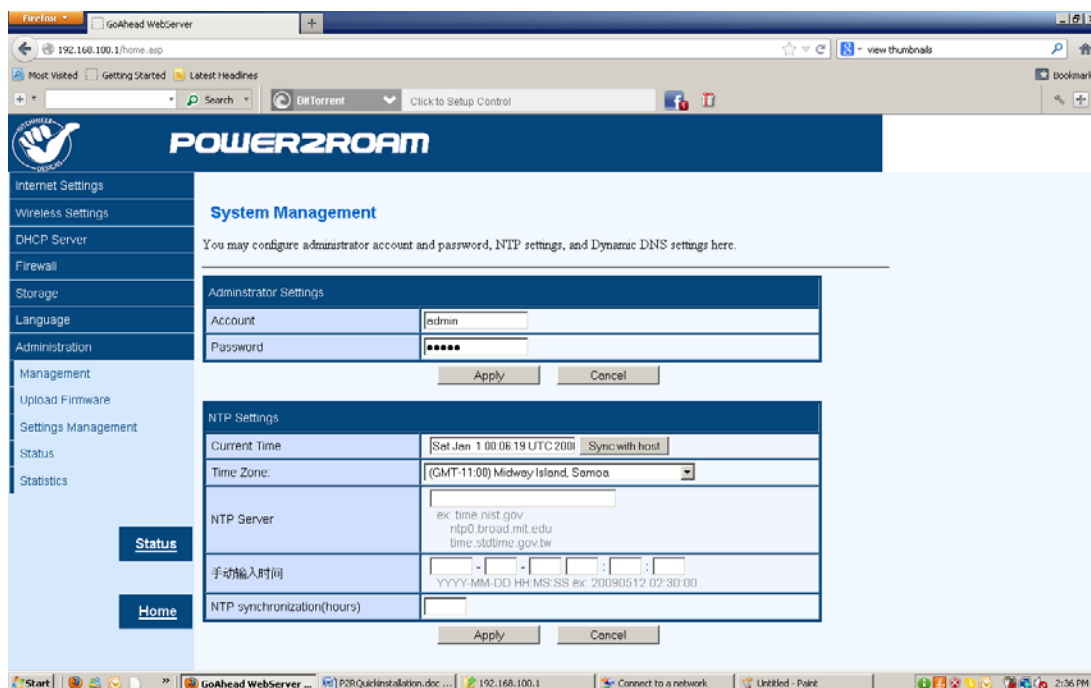 Firefox
GoAhead WebServer
192.168.100.1/home.asp
view thumbnails
Most Visited Getting Started Latest Headlines
Bookmark
Search BitTorrent Click to Setup Control
HITCHHIKER
DESIGNS
POWER2ROAM
Internet Settings
Wireless Settings
DHCP Server
Firewall
Storage
Language
Administration
Management
Upload Firmware
Settings Management
Status
Statistics
Status
Home
System Management
You may configure administrator account and password, NTP settings, and Dynamic DNS settings here.
Adminstrator Settings
Account admin
Password
Apply Cancel
NTP Settings
Current Time Sat Jan 1 00:06:19 UTC 200 Sync with host
Time Zone: (GMT-11:00) Midway Island, Samoa
NTP Server
ex: time.nist.gov
ntp0.broad.mit.edu
time.stdtime.gov.tw
手动输入时间 - - : :
YYYY-MM-DD HH:MS:SS ex: 20090512 02:30:00
NTP synchronization(hours)
Apply Cancel
Start GoAhead WebServer ... P2RQuickinstallation.doc ... 192.168.100.1 Connect to a network Untitled - Paint 2:36 PM